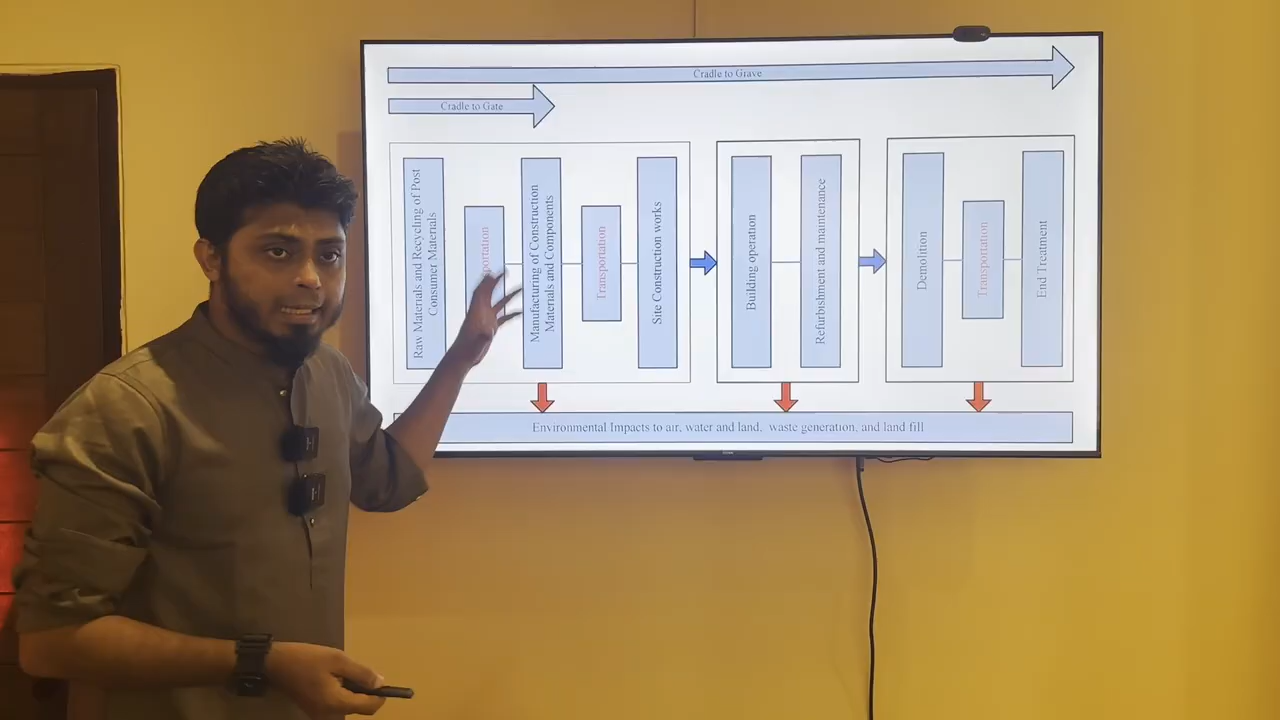 Cradle to Grave
Cradle to Gate
Raw Materials and Recycling of Post
Consumer Materials
Manufacturing of Construction
Materials and Components
Transportation
Site Construction works
Building operation
Refurbishment and maintenance
Demolition
Transportation
End Treatment
Environmental Impacts to air, water and land, waste generation, and land fill